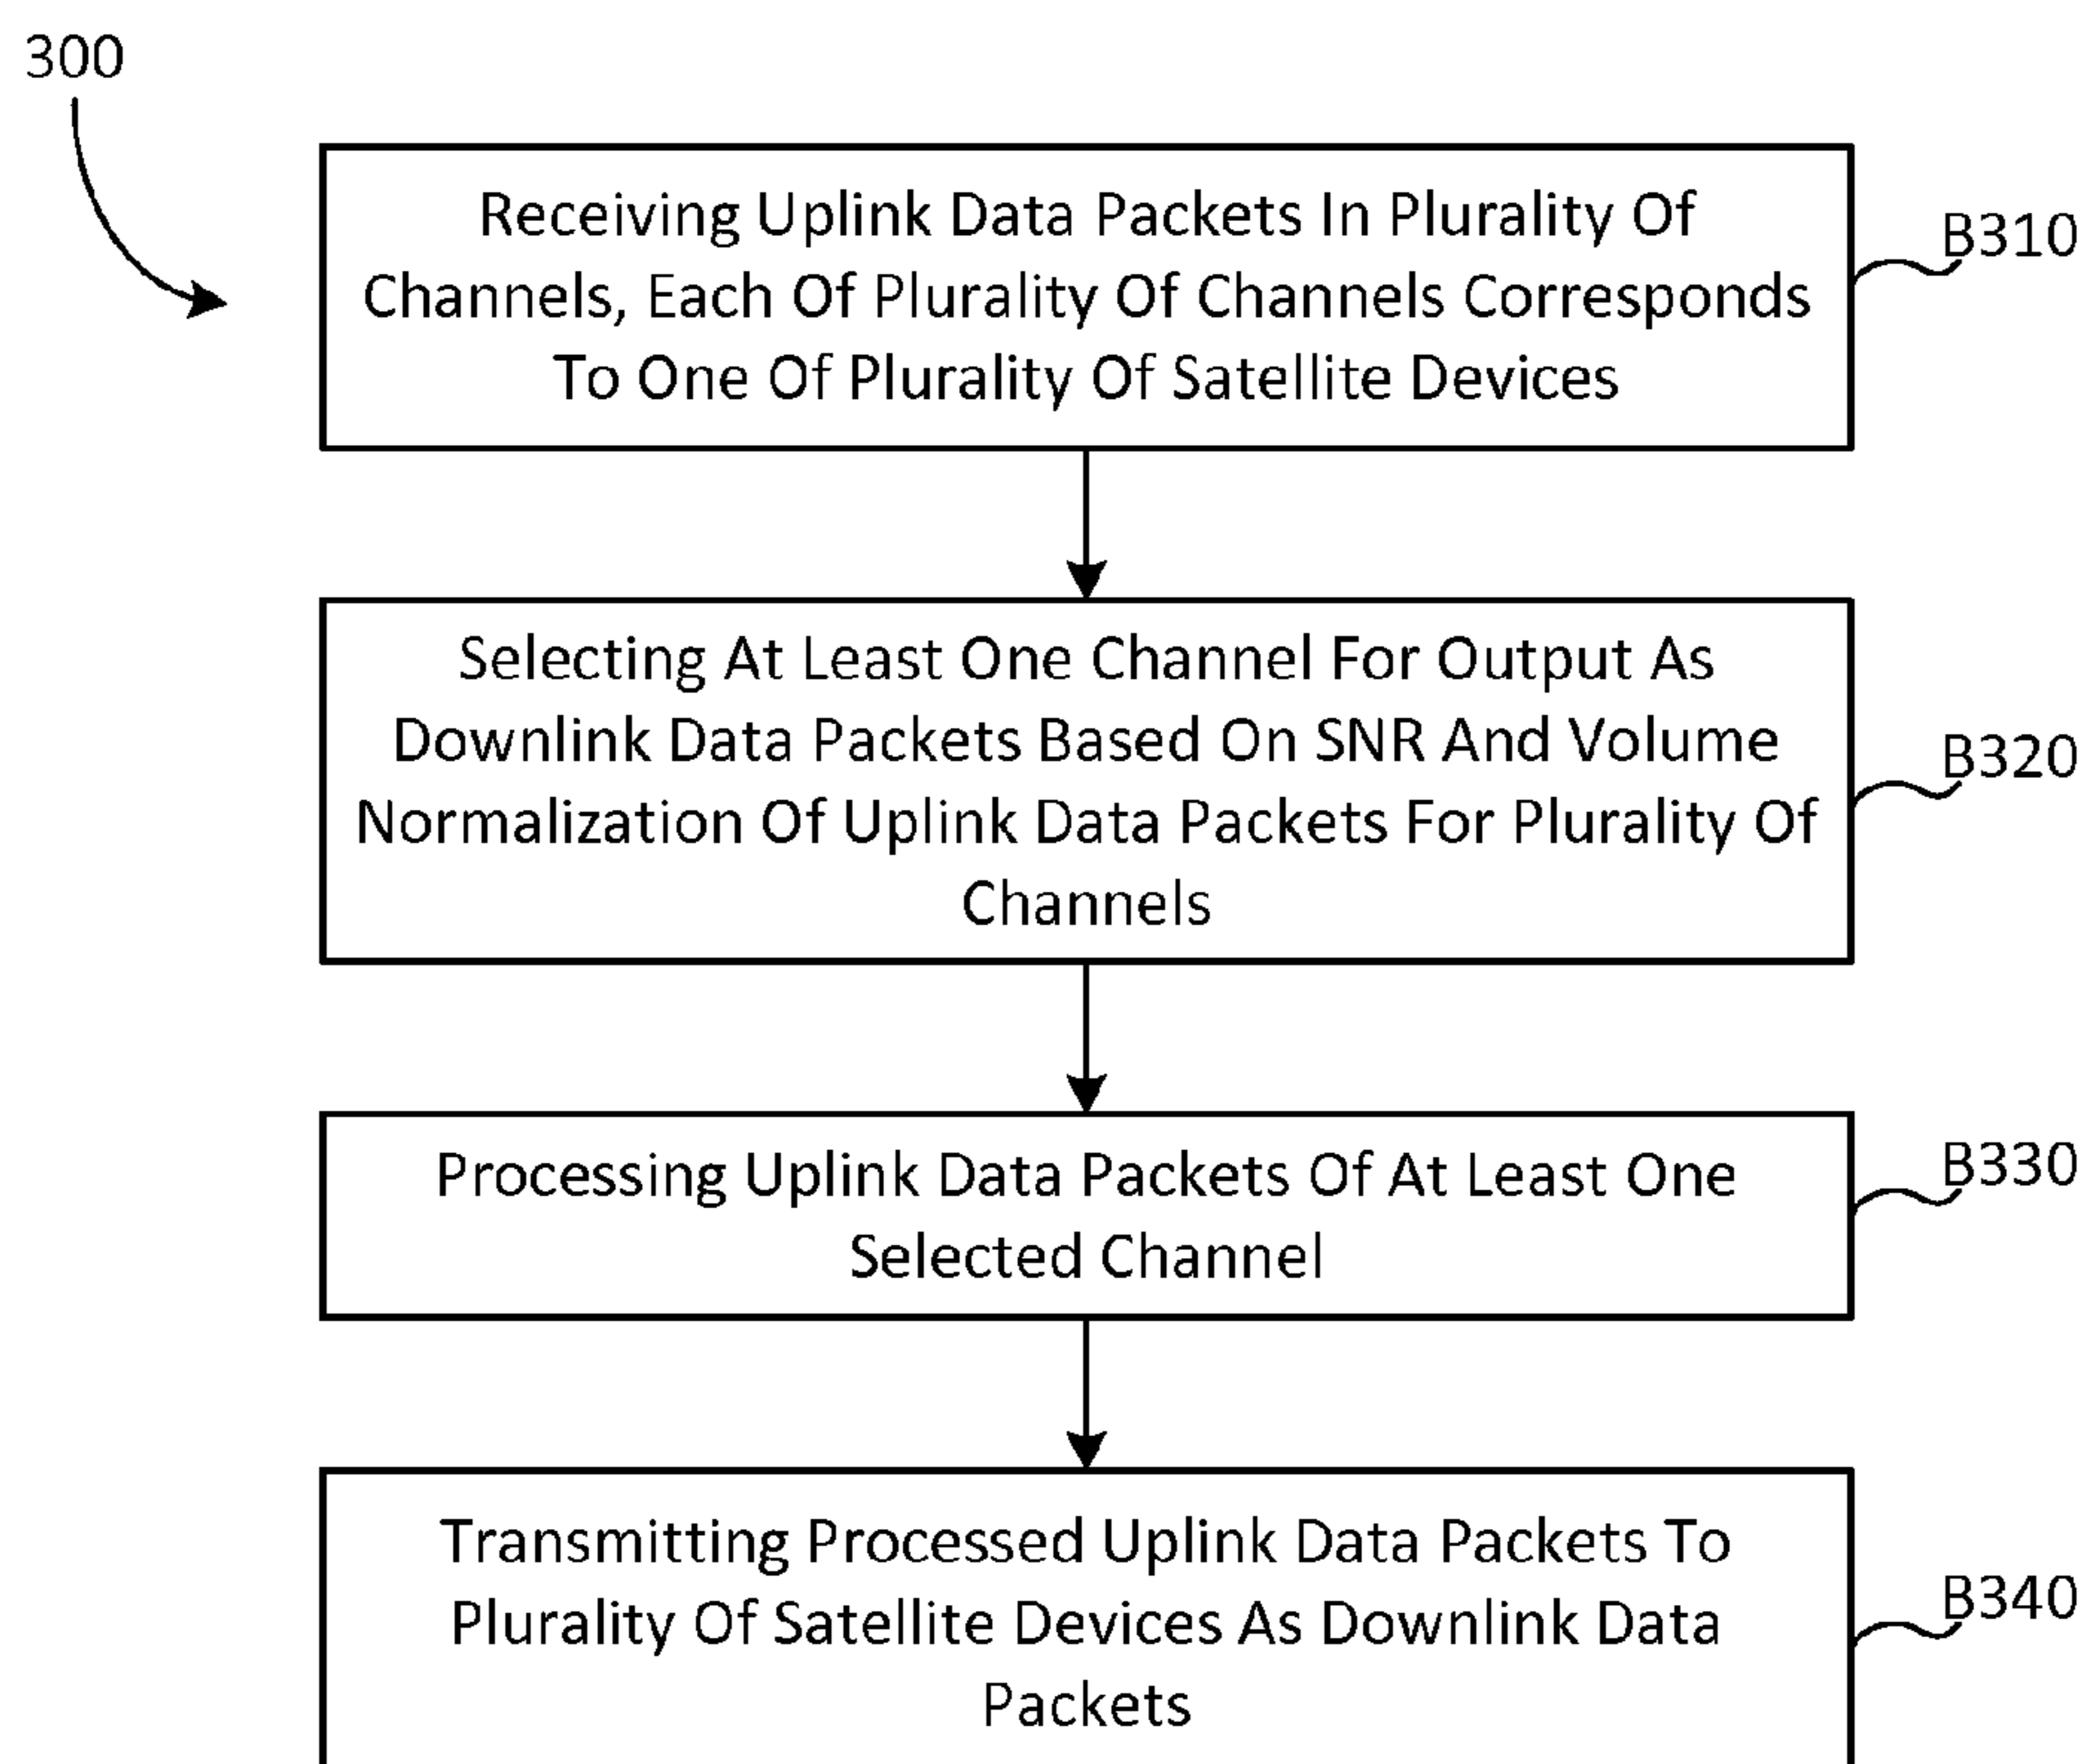 300
Receiving Uplink Data Packets In Plurality Of
Channels, Each Of Plurality Of Channels Corresponds
To One Of Plurality Of Satellite Devices
B310
Selecting At Least One Channel For Output As
Downlink Data Packets Based On SNR And Volume
Normalization Of Uplink Data Packets For Plurality Of
Channels
B320
Processing Uplink Data Packets Of At Least One
Selected Channel
B330
Transmitting Processed Uplink Data Packets To
Plurality Of Satellite Devices As Downlink Data
Packets
B340